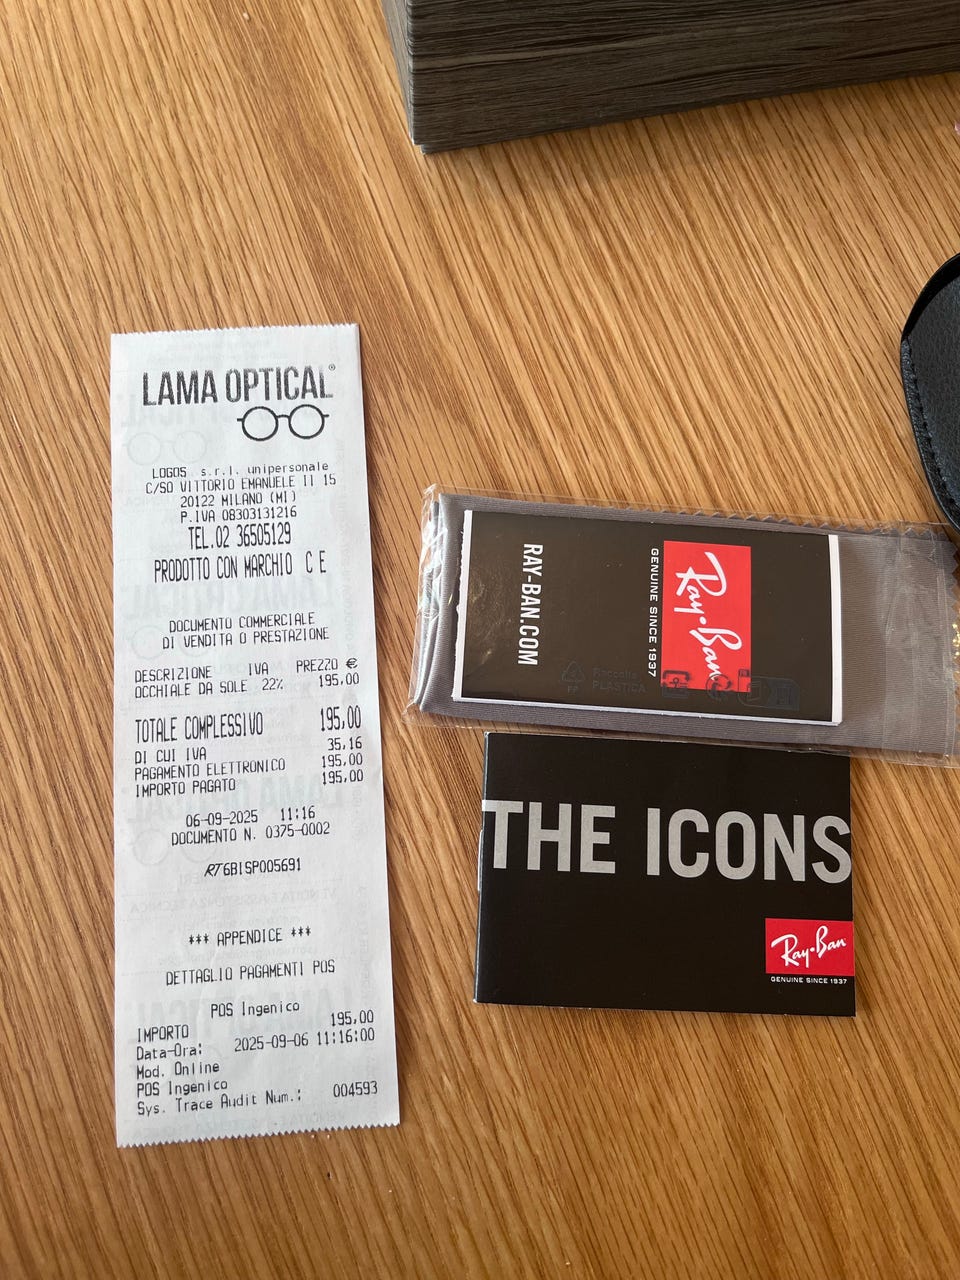 LAMA OPTICAL®
LOGOS s.r.l. unipersonale
C/SO VITTORIO EMANUELE II 15
20122 MILANO (MI)
P.IVA 08303131216
TEL.02 36505129
PRODOTTO CON MARCHIO C E
DOCUMENTO COMMERCIALE
DI VENDITA O PRESTAZIONE
DESCRIZIONE IVA PREZZO €
OCCHIALE DA SOLE 22% 195,00
TOTALE COMPLESSIVO 195,00
DI CUI IVA 35,16
PAGAMENTO ELETTRONICO 195,00
IMPORTO PAGATO 195,00
06-09-2025 11:16
DOCUMENTO N. 0375-0002
RT6BISP005691
*** APPENDICE ***
DETTAGLIO PAGAMENTI POS
POS Ingenico
IMPORTO 195,00
Data-Ora: 2025-09-06 11:16:00
Mod. Online
POS Ingenico
Sys. Trace Audit Num.: 004593
Ray-Ban
GENUINE SINCE 1937
RAY-BAN.COM
PP
Raccolta
PLASTICA
THE ICONS
Ray-Ban
GENUINE SINCE 1937